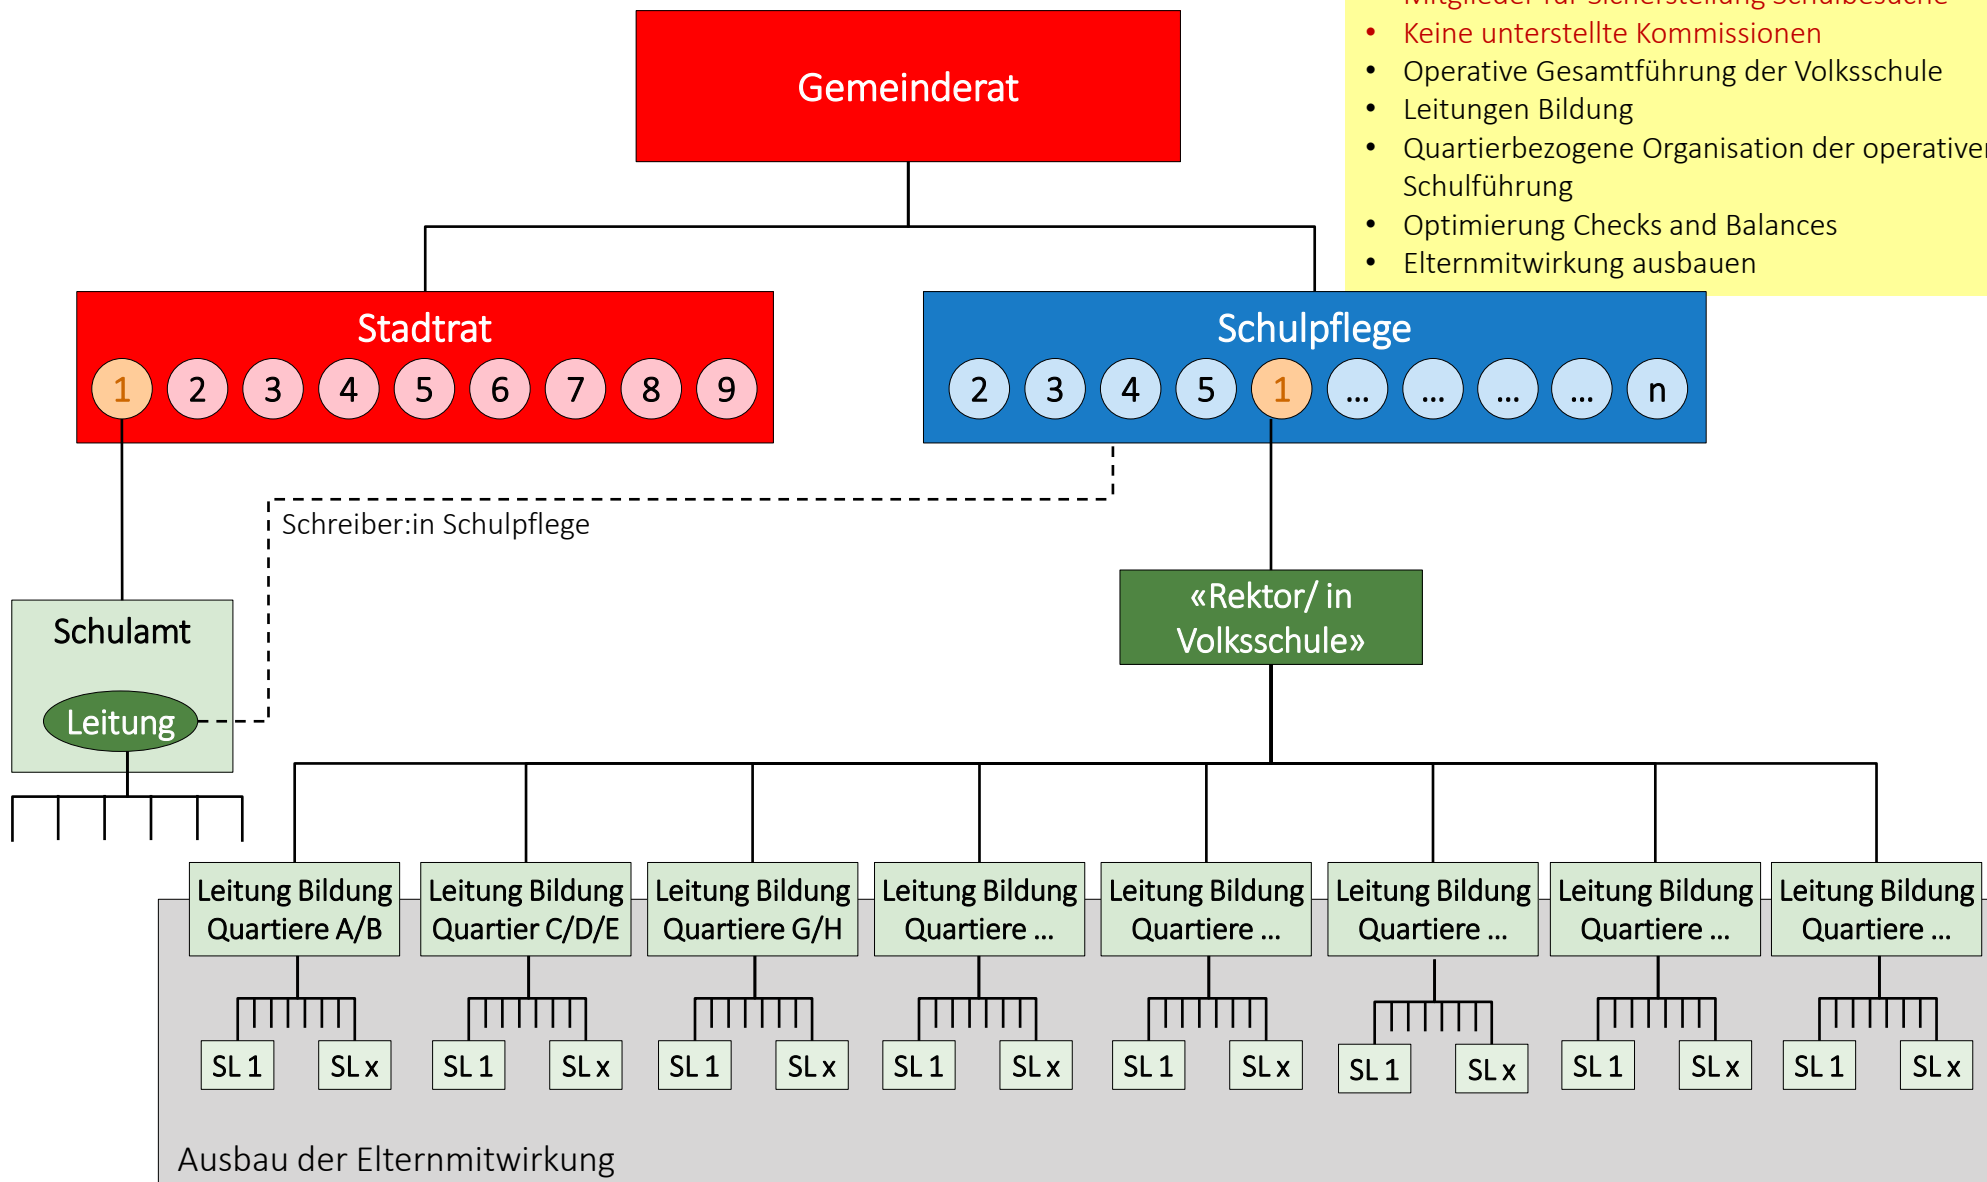 Mitglieder für Sicherstellung Schulbesuche
• Keine unterstellte Kommissionen
• Operative Gesamtführung der Volksschule
• Leitungen Bildung
• Quartierbezogene Organisation der operativen
Schulführung
• Optimierung Checks and Balances
• Elternmitwirkung ausbauen
Gemeinderat
Stadtrat
1 2 3 4 5 6 7 8 9
Schulpflege
2 3 4 5 1 ... ... ... ... n
Schreiber:in Schulpflege
«Rektor/ in
Volksschule»
Schulamt
Leitung
Leitung Bildung
Quartiere A/B
Leitung Bildung
Quartier C/D/E
Leitung Bildung
Quartiere G/H
Leitung Bildung
Quartiere ...
Leitung Bildung
Quartiere ...
Leitung Bildung
Quartiere ...
Leitung Bildung
Quartiere ...
Leitung Bildung
Quartiere ...
SL 1 SL x SL 1 SL x SL 1 SL x SL 1 SL x SL 1 SL x SL 1 SL x SL 1 SL x SL 1 SL x
Ausbau der Elternmitwirkung